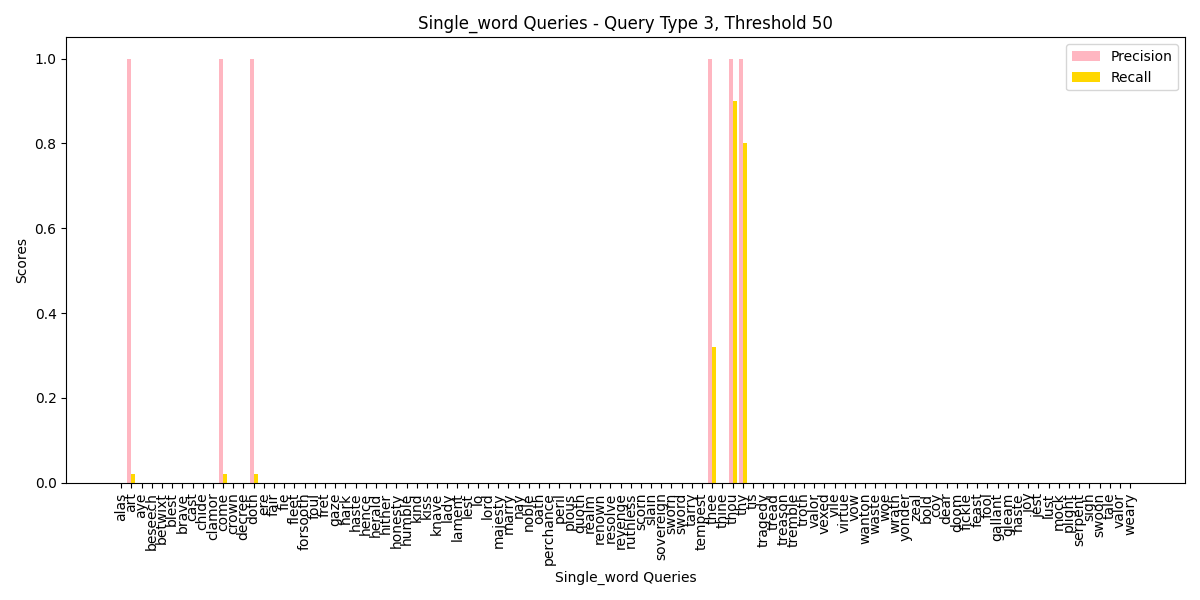 Single_word Queries - Query Type 3, Threshold 50
Precision
Recall
Scores
1.0
0.8
0.6
0.4
0.2
0.0
alas
art
aye
beseech
betwixt
blest
brave
cast
chide
clamor
come
crown
decree
doth
ere
fair
fie
fleet
forsooth
foul
fret
gaze
hark
haste
hence
herald
hither
honesty
humble
kind
kiss
knave
lady
lament
lest
lo
lord
majesty
marry
nay
noble
oath
perchance
peril
pious
quoth
realm
renown
resolve
revenge
ruthless
scorn
slain
sovereign
sworn
sword
tarry
tempest
thee
thine
thou
thy
tis
tragedy
tread
treason
tremble
troth
valor
vexed
vile
virtue
vow
wanton
waste
woe
wrath
yonder
zeal
bold
coy
dear
doom
fickle
feast
fool
gallant
gleam
haste
joy
jest
lust
mock
plight
serpent
sigh
swoon
tale
valor
weary
Single_word Queries